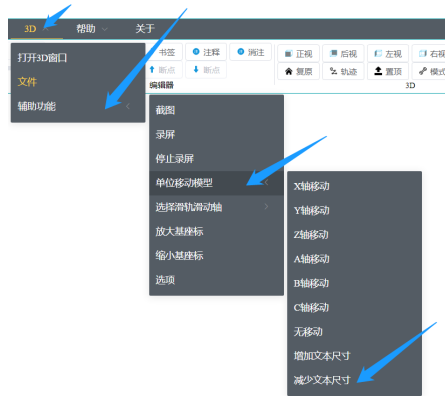 3D 帮助 关于
书签 注释 消注 正视 后视 左视 右视
断点 断点 复原 轨迹 置顶 模式
编辑器 3D
打开3D窗口
文件
辅助功能
截图
录屏
停止录屏
单位移动模型
选择滑轨滑动轴
放大基座标
缩小基座标
选项
X轴移动
Y轴移动
Z轴移动
A轴移动
B轴移动
C轴移动
无移动
增加文本尺寸
减少文本尺寸